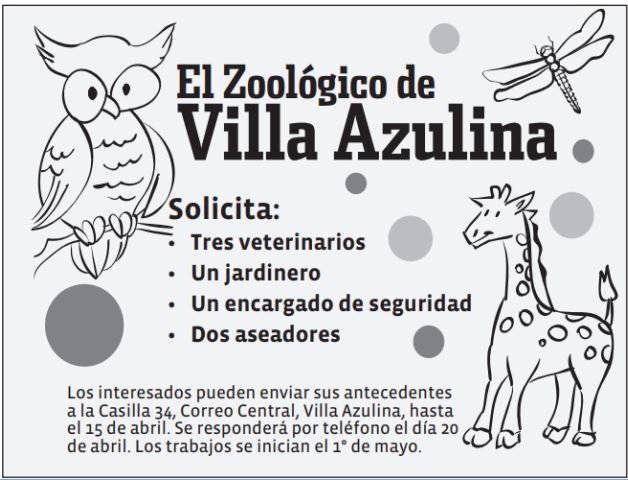 El Zoológico de
Villa Azulina
Solicita:
• Tres veterinarios
• Un jardinero
• Un encargado de seguridad
• Dos aseadores
Los interesados pueden enviar sus antecedentes
a la Casilla 34, Correo Central, Villa Azulina, hasta
el 15 de abril. Se responderá por teléfono el día 20
de abril. Los trabajos se inician el 1° de mayo.